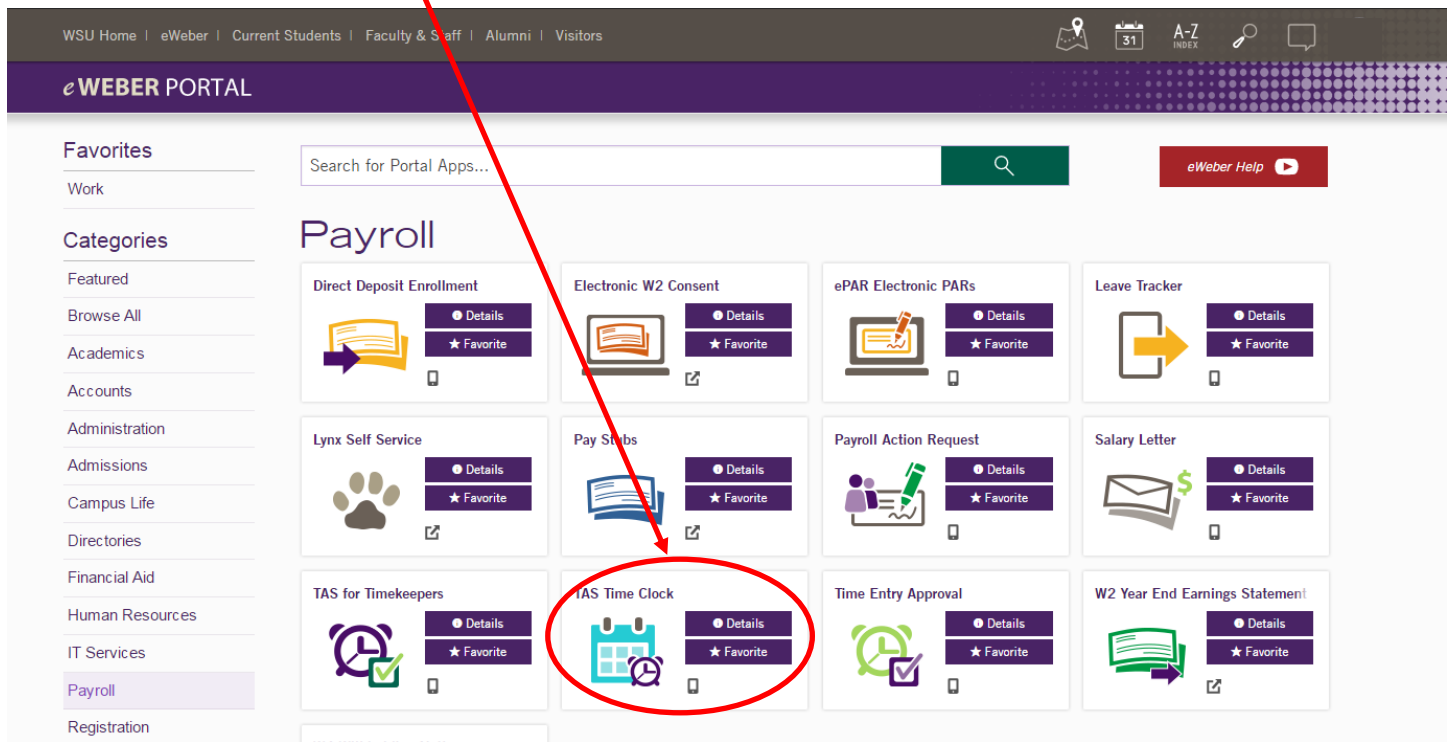 WSU Home | eWeber | Current Students | Faculty & Staff | Alumni | Visitors
31
A-Z
INDEX
eWEBER PORTAL
Favorites
Work
Categories
Featured
Browse All
Academics
Accounts
Administration
Admissions
Campus Life
Directories
Financial Aid
Human Resources
IT Services
Payroll
Registration
Search for Portal Apps...
eWeber Help
Payroll
Direct Deposit Enrollment
Details
Favorite
Electronic W2 Consent
Details
Favorite
ePAR Electronic PARs
Details
Favorite
Leave Tracker
Details
Favorite
Lynx Self Service
Details
Favorite
Pay Stubs
Details
Favorite
Payroll Action Request
Details
Favorite
Salary Letter
$
Details
Favorite
TAS for Timekeepers
Details
Favorite
TAS Time Clock
Details
Favorite
Time Entry Approval
Details
Favorite
W2 Year End Earnings Statement
Details
Favorite